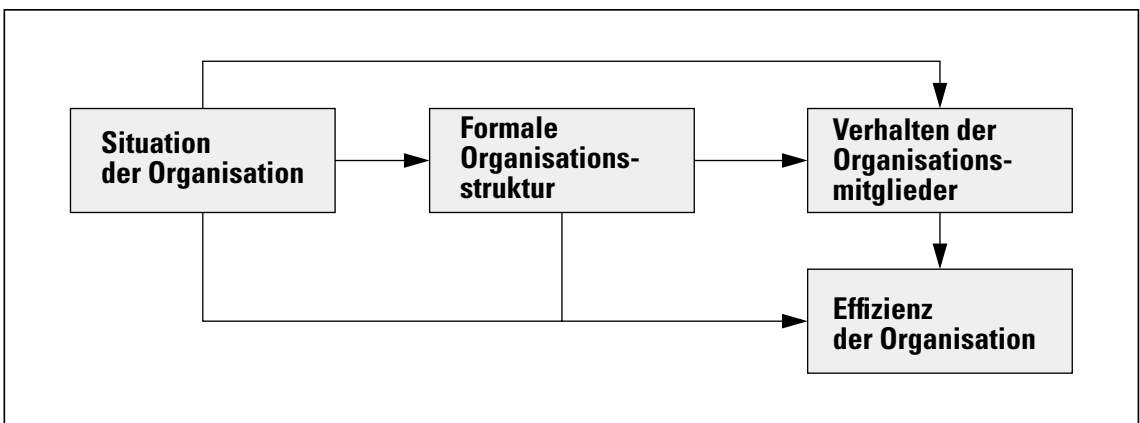 Situation
der Organisation
Formale
Organisations-
struktur
Verhalten der
Organisations-
mitglieder
Effizienz
der Organisation